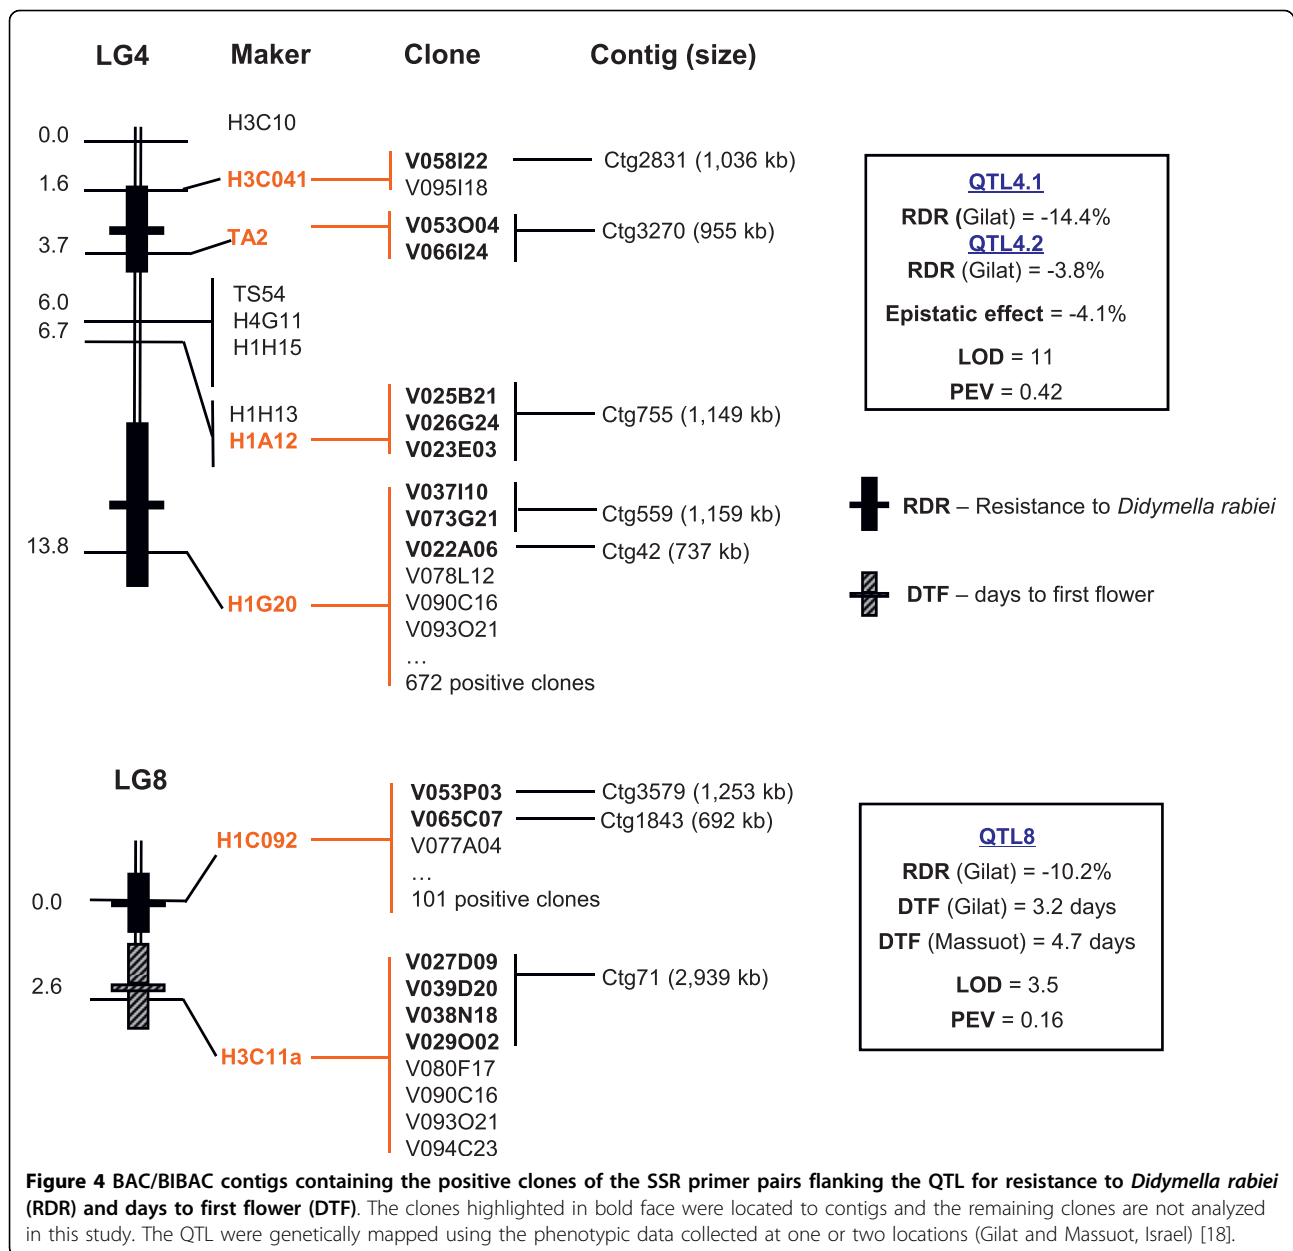 LG4 Maker Clone Contig (size)
0.0
1.6
3.7
6.0
6.7
13.8
H3C10
H3C041
TA2
TS54
H4G11
H1H15
H1H13
H1A12
H1G20
V058I22
V095I18
V053O04
V066I24
V025B21
V026G24
V023E03
V037I10
V073G21
V022A06
V078L12
V090C16
V093O21
...
672 positive clones
Ctg2831 (1,036 kb)
Ctg3270 (955 kb)
Ctg755 (1,149 kb)
Ctg559 (1,159 kb)
Ctg42 (737 kb)
QTL4.1
RDR (Gilat) = -14.4%
QTL4.2
RDR (Gilat) = -3.8%
Epistatic effect = -4.1%
LOD = 11
PEV = 0.42
RDR – Resistance to Didymella rabiei
DTF – days to first flower
LG8
0.0
2.6
H1C092
H3C11a
V053P03
V065C07
V077A04
...
101 positive clones
V027D09
V039D20
V038N18
V029O02
V080F17
V090C16
V093O21
V094C23
Ctg3579 (1,253 kb)
Ctg1843 (692 kb)
Ctg71 (2,939 kb)
QTL8
RDR (Gilat) = -10.2%
DTF (Gilat) = 3.2 days
DTF (Massuot) = 4.7 days
LOD = 3.5
PEV = 0.16
Figure 4 BAC/BIBAC contigs containing the positive clones of the SSR primer pairs flanking the QTL for resistance to Didymella rabiei
(RDR) and days to first flower (DTF). The clones highlighted in bold face were located to contigs and the remaining clones are not analyzed
in this study. The QTL were genetically mapped using the phenotypic data collected at one or two locations (Gilat and Massuot, Israel) [18].